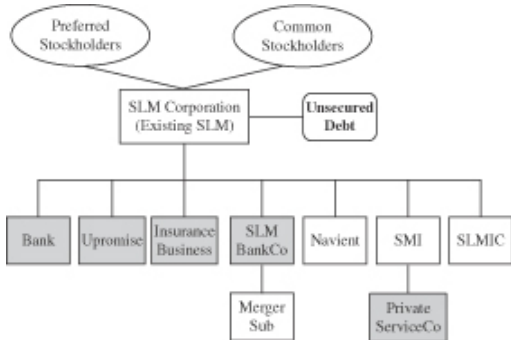 Preferred
Stockholders
Common
Stockholders
SLM Corporation
(Existing SLM)
Unsecured
Debt
Bank
Upromise
Insurance
Business
SLM
BankCo
Navient
SMI
SLMIC
Merger
Sub
Private
ServiceCo